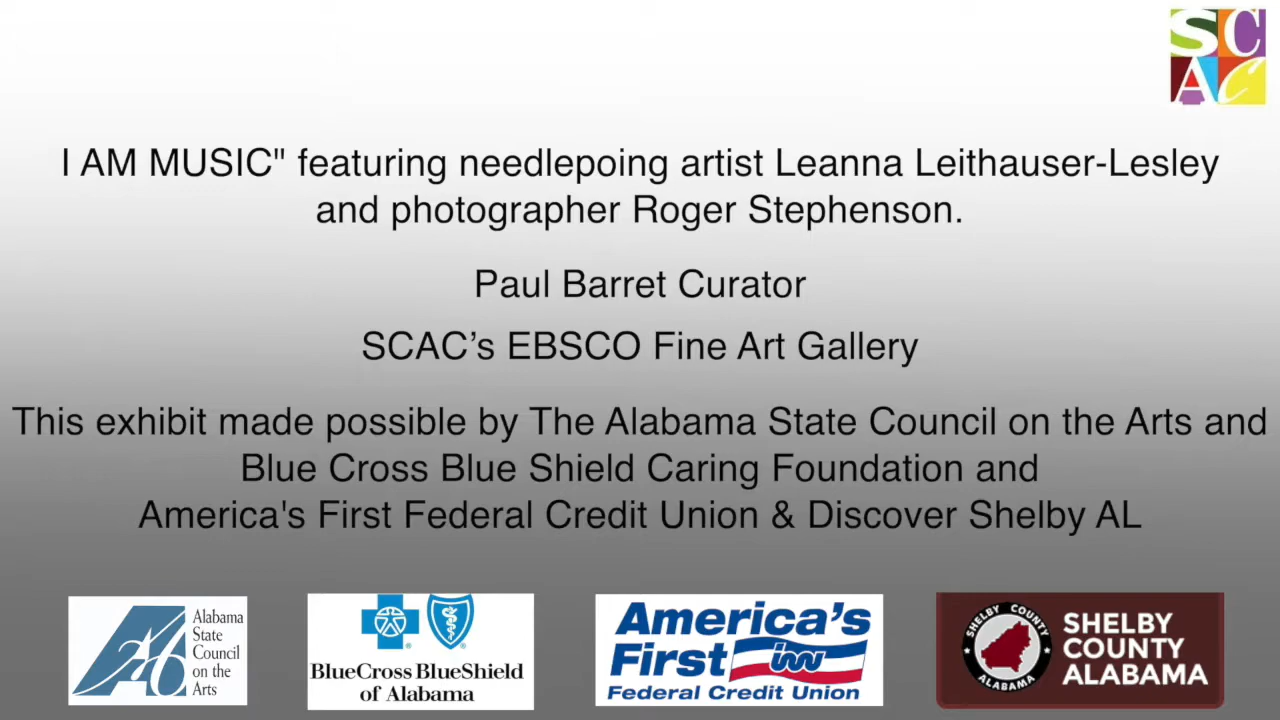 SC
AC
I AM MUSIC" featuring needlepoing artist Leanna Leithauser-Lesley
and photographer Roger Stephenson.
Paul Barret Curator
SCAC’s EBSCO Fine Art Gallery
This exhibit made possible by The Alabama State Council on the Arts and
Blue Cross Blue Shield Caring Foundation and
America's First Federal Credit Union & Discover Shelby AL
Alabama
State
Council
on the
Arts
BlueCross BlueShield
of Alabama
America's
First
Federal Credit Union
SHELBY COUNTY
ALABAMA
SHELBY
COUNTY
ALABAMA